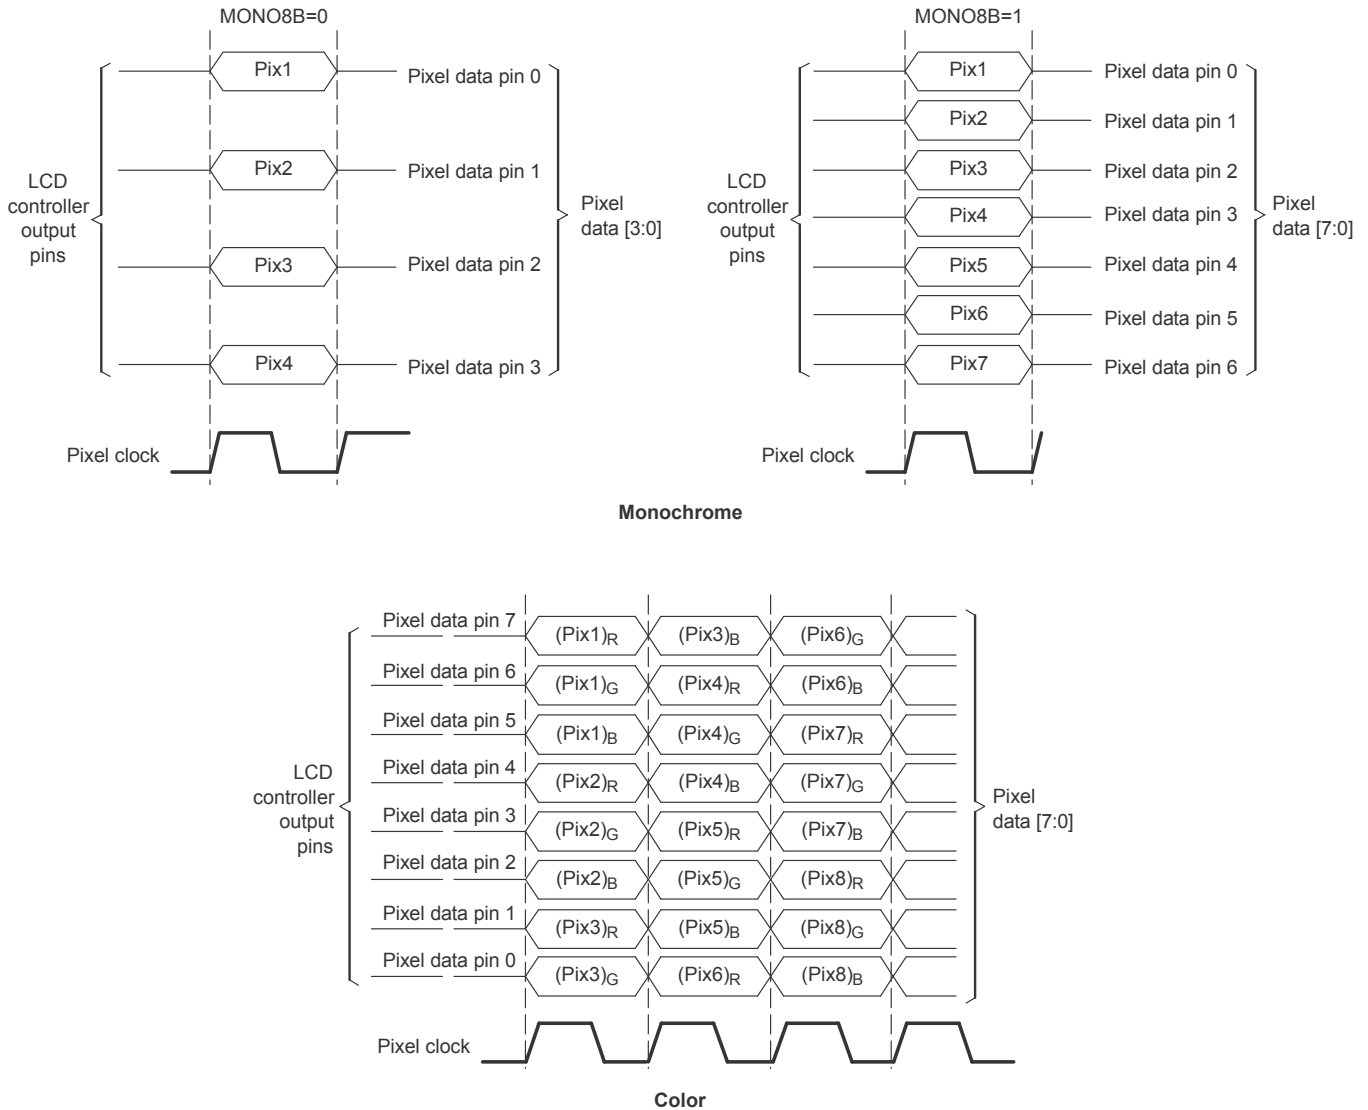 MONO8B=0
Pix1
Pixel data pin 0
Pix2
Pixel data pin 1
Pix3
Pixel data pin 2
Pix4
Pixel data pin 3
LCD
controller
output
pins
Pixel
data [3:0]
Pixel clock
MONO8B=1
Pix1
Pixel data pin 0
Pix2
Pixel data pin 1
Pix3
Pixel data pin 2
Pix4
Pixel data pin 3
Pix5
Pixel data pin 4
Pix6
Pixel data pin 5
Pix7
Pixel data pin 6
LCD
controller
output
pins
Pixel
data [7:0]
Pixel clock
Monochrome
Pixel data pin 7 (Pix1)R (Pix3)B (Pix6)G
Pixel data pin 6 (Pix1)G (Pix4)R (Pix6)B
Pixel data pin 5 (Pix1)B (Pix4)G (Pix7)R
Pixel data pin 4 (Pix2)R (Pix4)B (Pix7)G
Pixel data pin 3 (Pix2)G (Pix5)R (Pix7)B
Pixel data pin 2 (Pix2)B (Pix5)G (Pix8)R
Pixel data pin 1 (Pix3)R (Pix5)B (Pix8)G
Pixel data pin 0 (Pix3)G (Pix6)R (Pix8)B
LCD
controller
output
pins
Pixel
data [7:0]
Pixel clock
Color